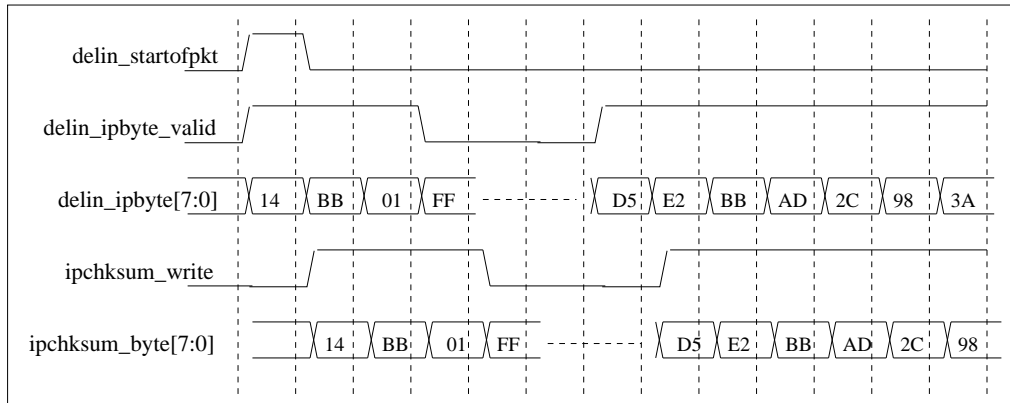 delin_startofpkt
delin_ipbyte_valid
delin_ipbyte[7:0] 14 BB 01 FF D5 E2 BB AD 2C 98 3A
ipchksum_write
ipchksum_byte[7:0] 14 BB 01 FF D5 E2 BB AD 2C 98